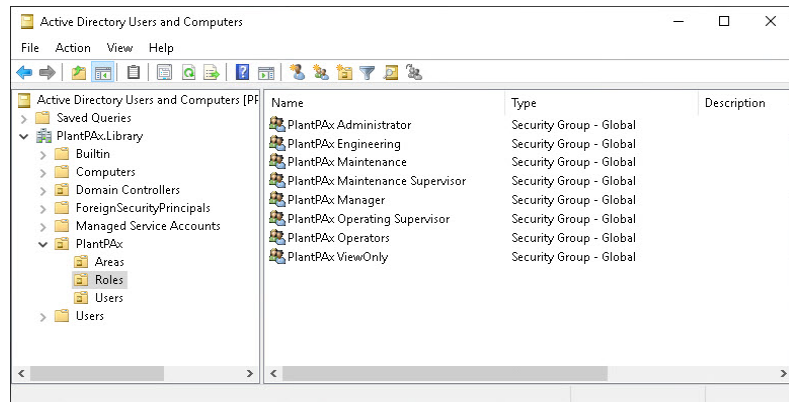 Active Directory Users and Computers
File Action View Help
Active Directory Users and Computers [PF
Saved Queries
PlantPAx.Library
Builtin
Computers
Domain Controllers
ForeignSecurityPrincipals
Managed Service Accounts
PlantPAx
Areas
Roles
Users
Users
Name Type Description
PlantPAx Administrator Security Group - Global
PlantPAx Engineering Security Group - Global
PlantPAx Maintenance Security Group - Global
PlantPAx Maintenance Supervisor Security Group - Global
PlantPAx Manager Security Group - Global
PlantPAx Operating Supervisor Security Group - Global
PlantPAx Operators Security Group - Global
PlantPAx ViewOnly Security Group - Global